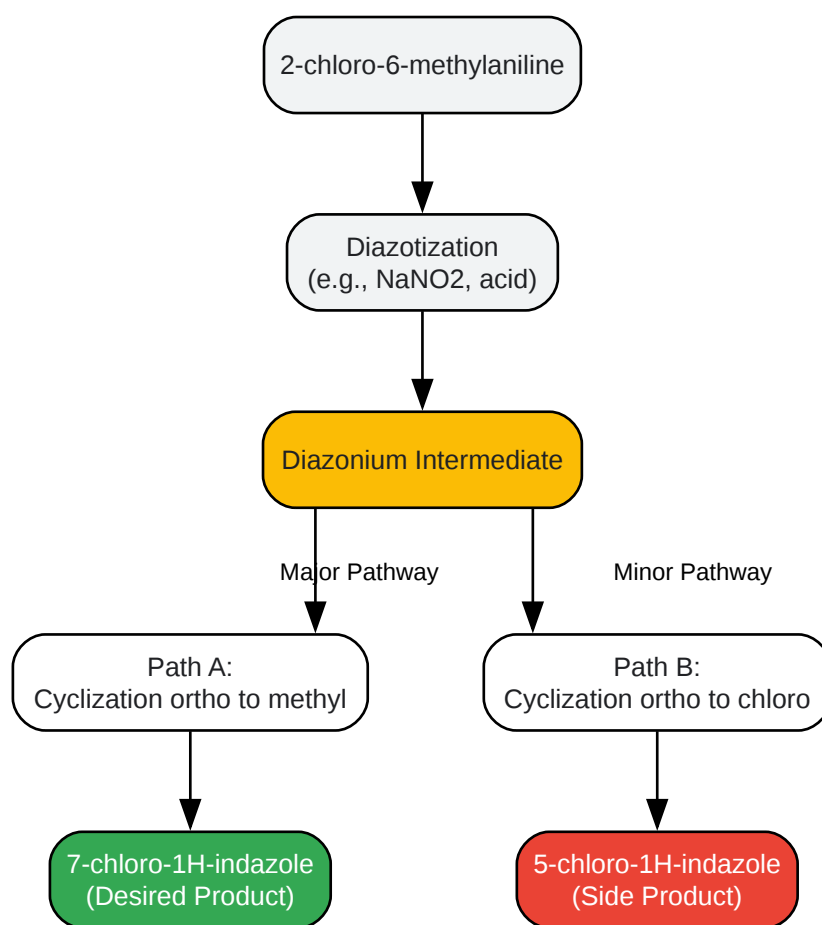 2-chloro-6-methylaniline
Diazotization
(e.g., NaNO2, acid)
Diazonium Intermediate
Major Pathway
Minor Pathway
Path A:
Cyclization ortho to methyl
Path B:
Cyclization ortho to chloro
7-chloro-1H-indazole
(Desired Product)
5-chloro-1H-indazole
(Side Product)